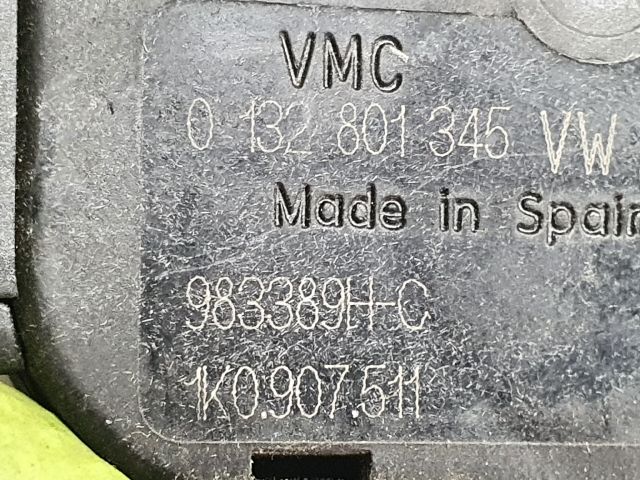 VMC
0 132 801 345 VW
Made in Spain
983389H-C
1K0.907.511